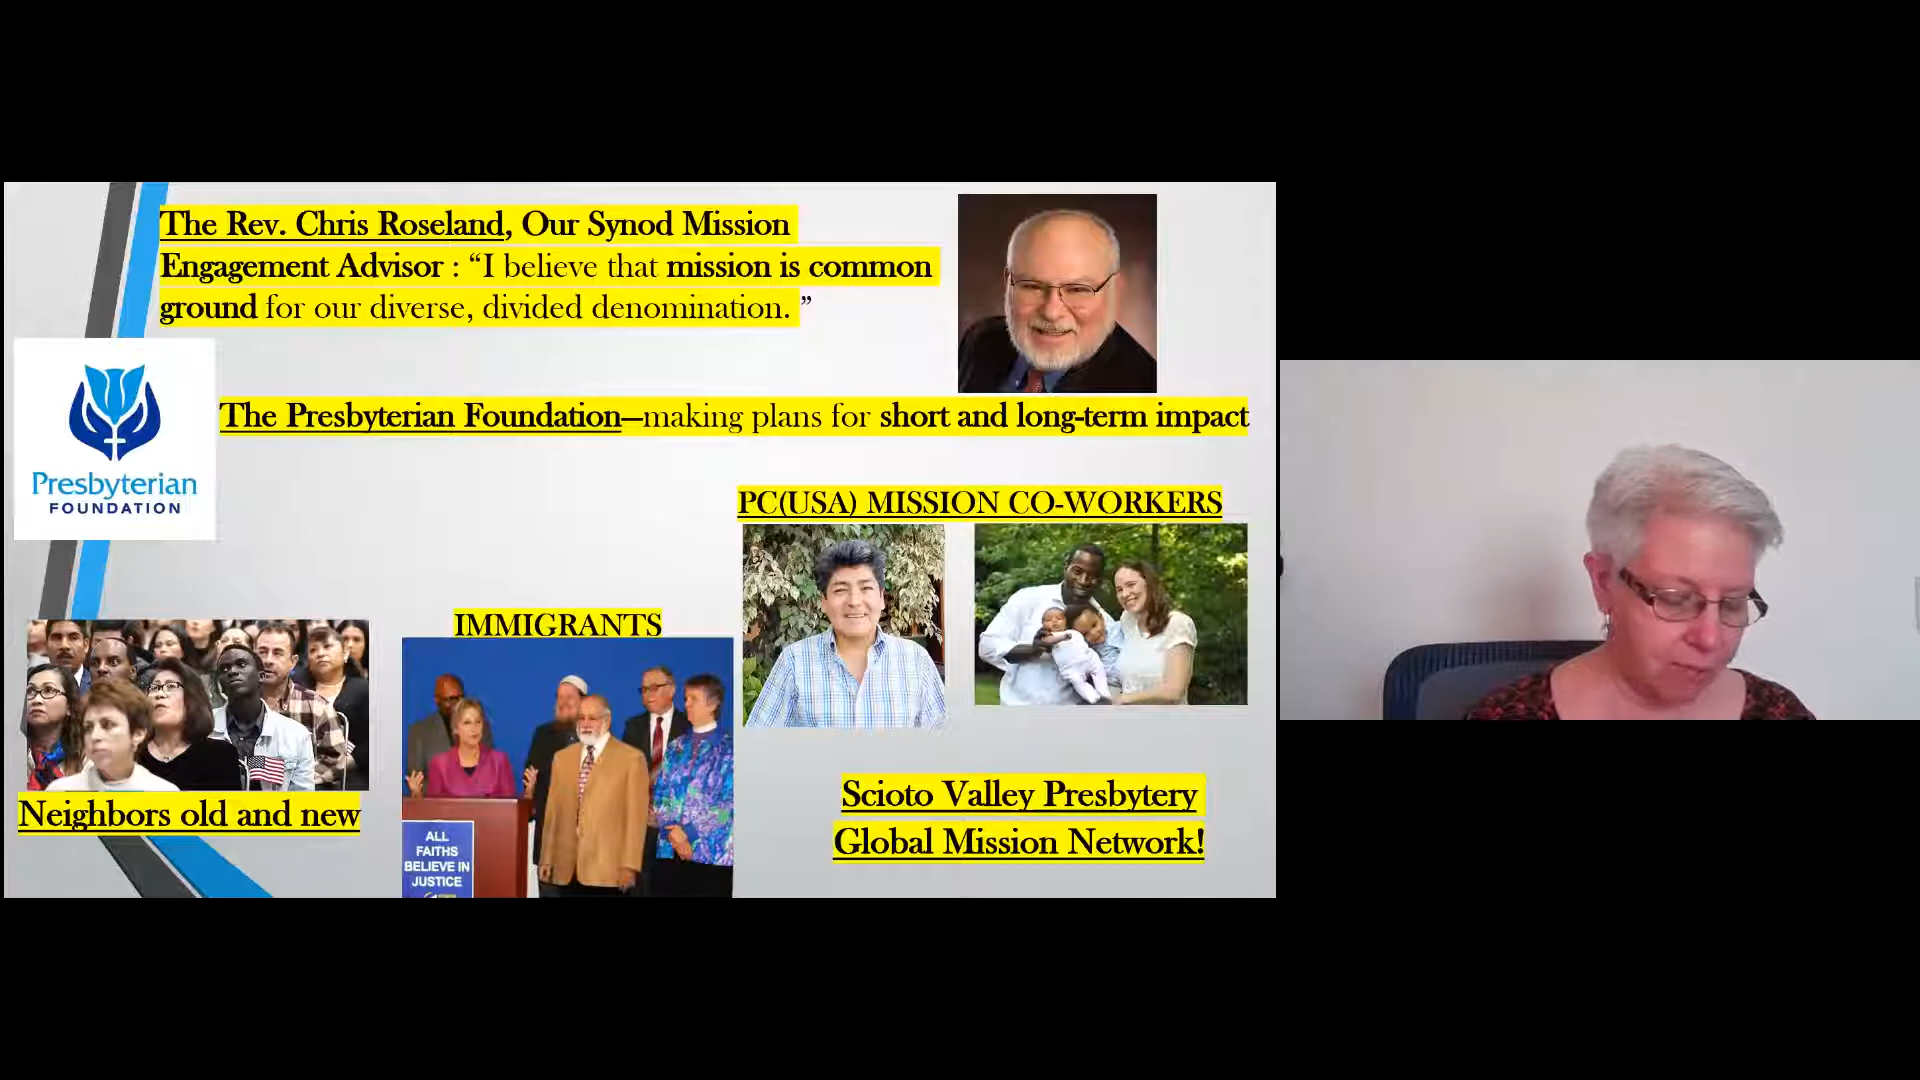 The Rev. Chris Roseland, Our Synod Mission
Engagement Advisor : “I believe that mission is common
ground for our diverse, divided denomination. ”
Presbyterian
FOUNDATION
The Presbyterian Foundation—making plans for short and long-term impact
PC(USA) MISSION CO-WORKERS
IMMIGRANTS
ALL
FAITHS
BELIEVE IN
JUSTICE
Neighbors old and new
Scioto Valley Presbytery
Global Mission Network!